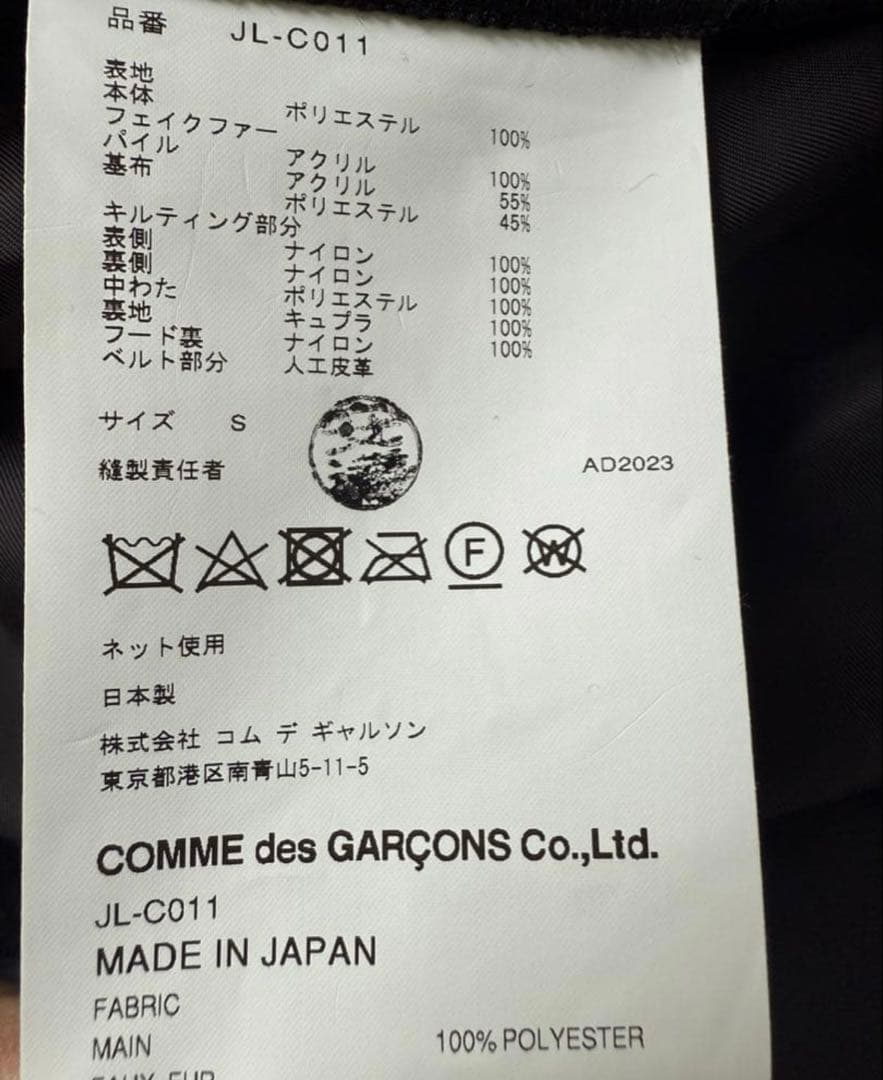 品番 JL-C011
表地
本体 ポリエステル 100%
フェイクファー
パイル アクリル 100%
基布 アクリル 55%
ポリエステル 45%
キルティング部分
表側 ナイロン 100%
裏側 ナイロン 100%
中わた ポリエステル 100%
裏地 キュプラ 100%
フード裏 ナイロン 100%
ベルト部分 人工皮革
サイズ S
縫製責任者 AD2023
F W
ネット使用
日本製
株式会社 コム デ ギャルソン
東京都港区南青山5-11-5
COMME des GARÇONS Co.,Ltd.
JL-C011
MADE IN JAPAN
FABRIC
MAIN 100% POLYESTER
FAUX FUR